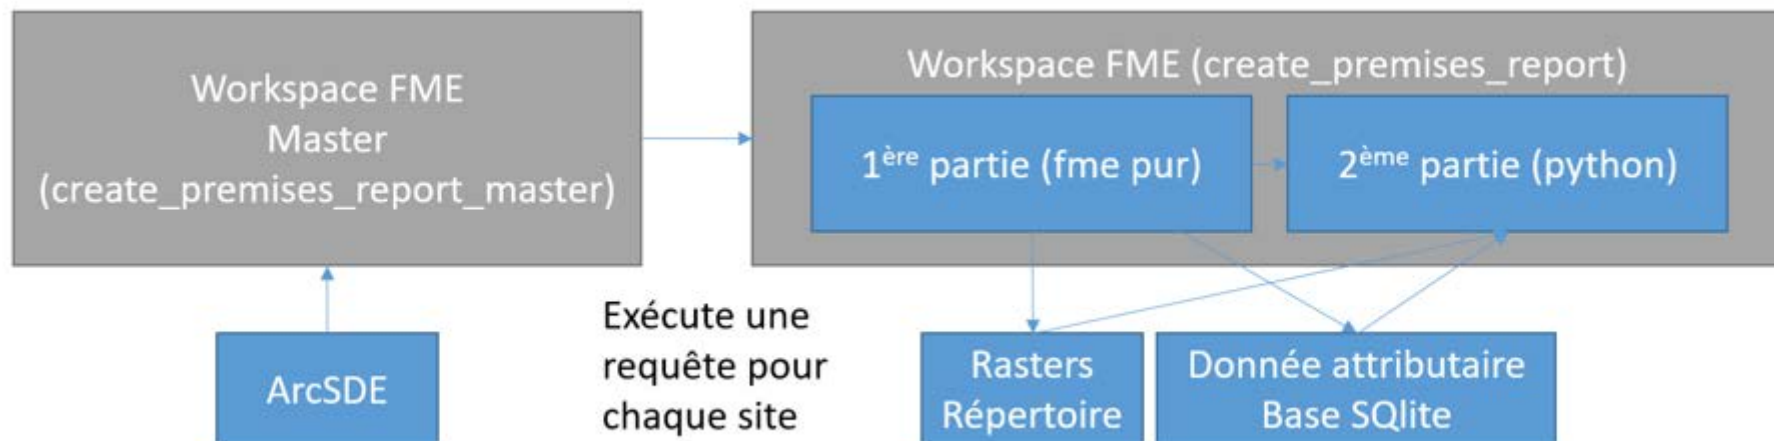 Workspace FME
Master
(create_premises_report_master)
Workspace FME (create_premises_report)
1ère partie (fme pur)
2ème partie (python)
ArcSDE
Exécute une
requête pour
chaque site
Rasters
Répertoire
Donnée attributaire
Base SQlite